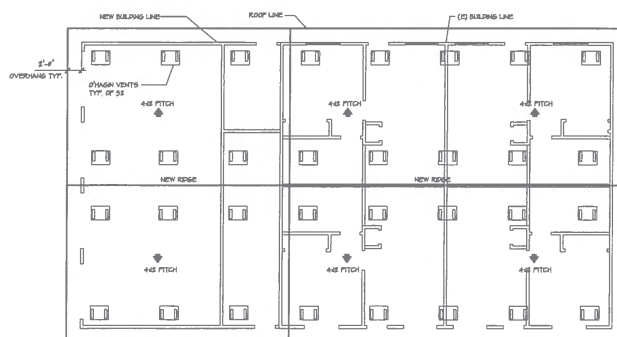 NEW BUILDING LINE
ROOF LINE
(E) BUILDING LINE
2'-0"
OVERHANG TYP.
O'HAGIN VENTS
TYP. OF 32
4:12 PITCH
4:12 PITCH
4:12 PITCH
NEW RIDGE
NEW RIDGE
4:12 PITCH
4:12 PITCH
4:12 PITCH